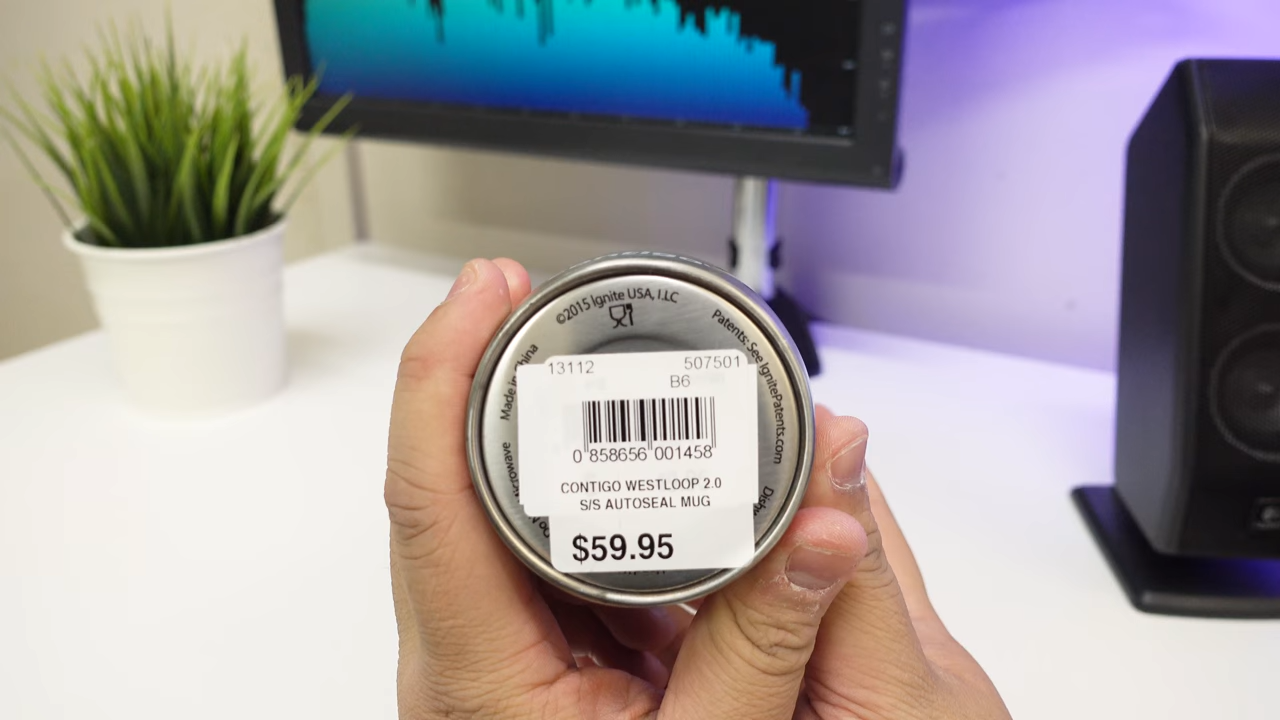 ©2015 Ignite USA, LLC
Patents: See IgnitePatents.com
Made in China
13112 507501
B6
0 858656 001458
CONTIGO WESTLOOP 2.0
S/S AUTOSEAL MUG
$59.95